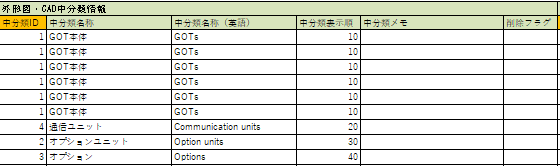 外形図・CAD中分類情報
中分類ID 中分類名称 中分類名称（英語） 中分類表示順 中分類メモ 削除フラグ
1 GOT本体 GOTs 10
1 GOT本体 GOTs 10
1 GOT本体 GOTs 10
1 GOT本体 GOTs 10
1 GOT本体 GOTs 10
1 GOT本体 GOTs 10
4 通信ユニット Communication units 20
2 オプションユニット Option units 30
3 オプション Options 40